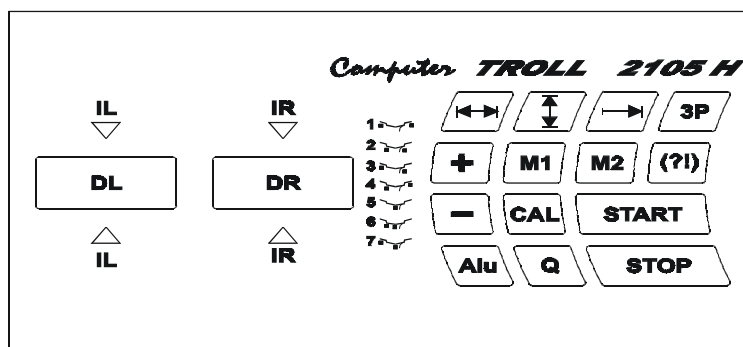 Computer TROLL 2105 H
IL IR
DL DR
IL IR
1
2
3
4
5
6
7
3P
+ M1 M2 (?!)
- CAL START
Alu Q STOP